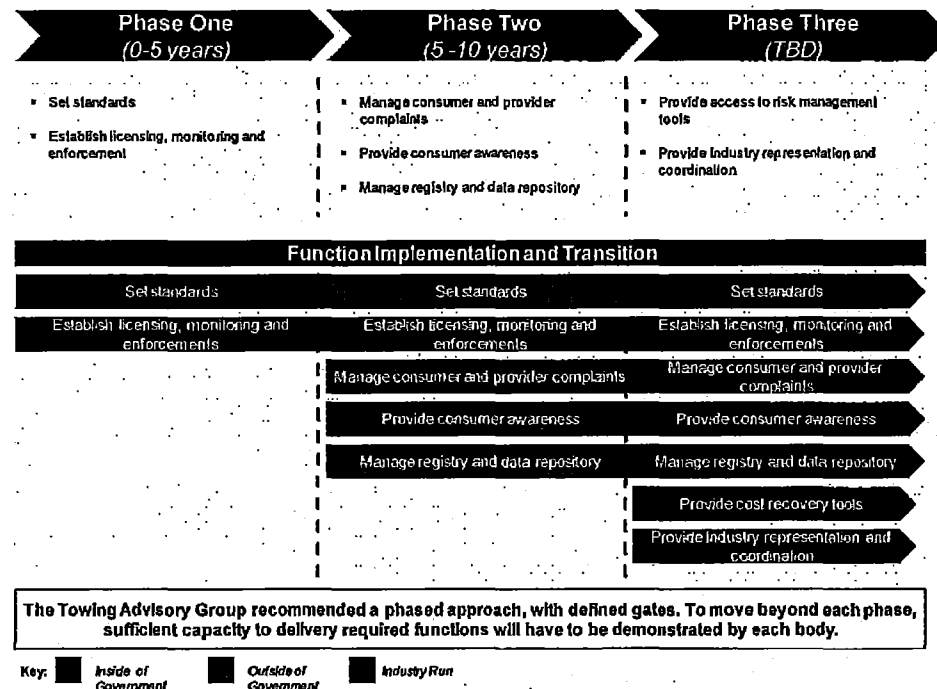 Phase One
(0-5 years)
Phase Two
(5 -10 years)
Phase Three
(TBD)
▪ Set standards
▪ Establish licensing, monitoring and
enforcement
▪ Manage consumer and provider
complaints
▪ Provide consumer awareness
▪ Manage registry and data repository
▪ Provide access to risk management
tools
▪ Provide industry representation and
coordination
Function Implementation and Transition
Set standards
Set standards
Set standards
Establish licensing, monitoring and
enforcements
Establish licensing, monitoring and
enforcements
Establish licensing, monitoring and
enforcements
Manage consumer and provider complaints
Manage consumer and provider
complaints
Provide consumer awareness
Provide consumer awareness
Manage registry and data repository
Manage registry and data repository
Provide cost recovery tools
Provide Industry representation and
coordination
The Towing Advisory Group recommended a phased approach, with defined gates. To move beyond each phase,
sufficient capacity to delivery required functions will have to be demonstrated by each body.
Key:
Inside of
Government
Outside of
Government
Industry Run